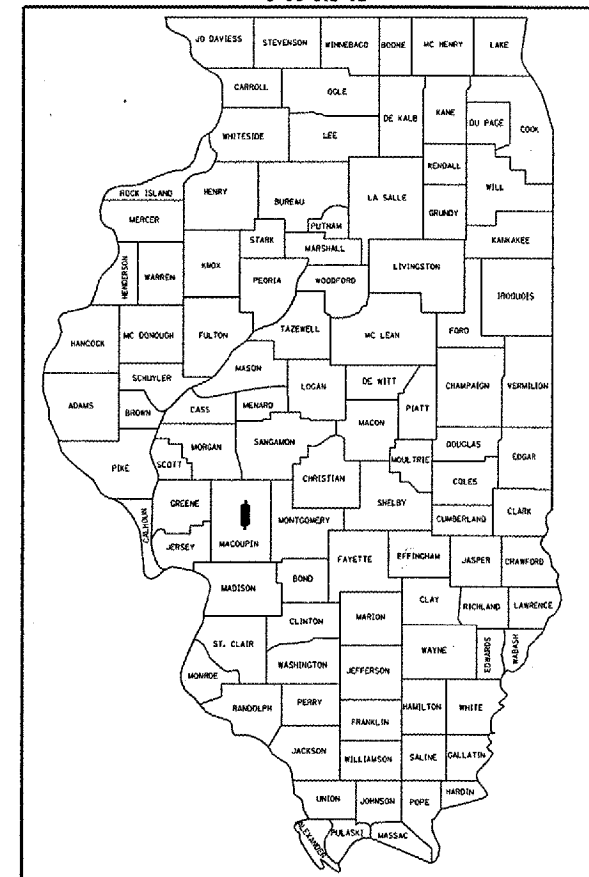 JO DAVIESS
STEVENSON
WINNEBAGO
BOONE
MC HENRY
LAKE
CARROLL
OGLE
DE KALB
KANE
DU PAGE
COOK
WHITESIDE
LEE
KENDALL
WILL
ROCK ISLAND
HENRY
BUREAU
LA SALLE
GRUNDY
MERCER
PUTNAM
KANKAKEE
STARK
MARSHALL
HENDERSON
WARREN
KNOX
PEORIA
WOODFORD
LIVINGSTON
IROQUOIS
HANCOCK
MC DONOUGH
FULTON
TAZEWELL
MC LEAN
FORD
MASON
SCHUYLER
LOGAN
DE WITT
CHAMPAIGN
VERMILION
ADAMS
BROWN
CASS
MENARD
MACON
PIATT
PIKE
SCOTT
MORGAN
SANGAMON
MOULTRIE
DOUGLAS
EDGAR
CHRISTIAN
COLES
CALHOUN
GREENE
MACOUPIN
MONTGOMERY
SHELBY
CUMBERLAND
CLARK
JERSEY
FAYETTE
EFFINGHAM
JASPER
CRAWFORD
MADISON
BOND
CLAY
RICHLAND
LAWRENCE
CLINTON
MARION
ST. CLAIR
WAYNE
EDWARDS
WABASH
WASHINGTON
JEFFERSON
MONROE
RANDOLPH
PERRY
HAMILTON
WHITE
FRANKLIN
JACKSON
WILLIAMSON
SALINE
GALLATIN
UNION
JOHNSON
POPE
HARDIN
ALEXANDER
PULASKI
MASSAC